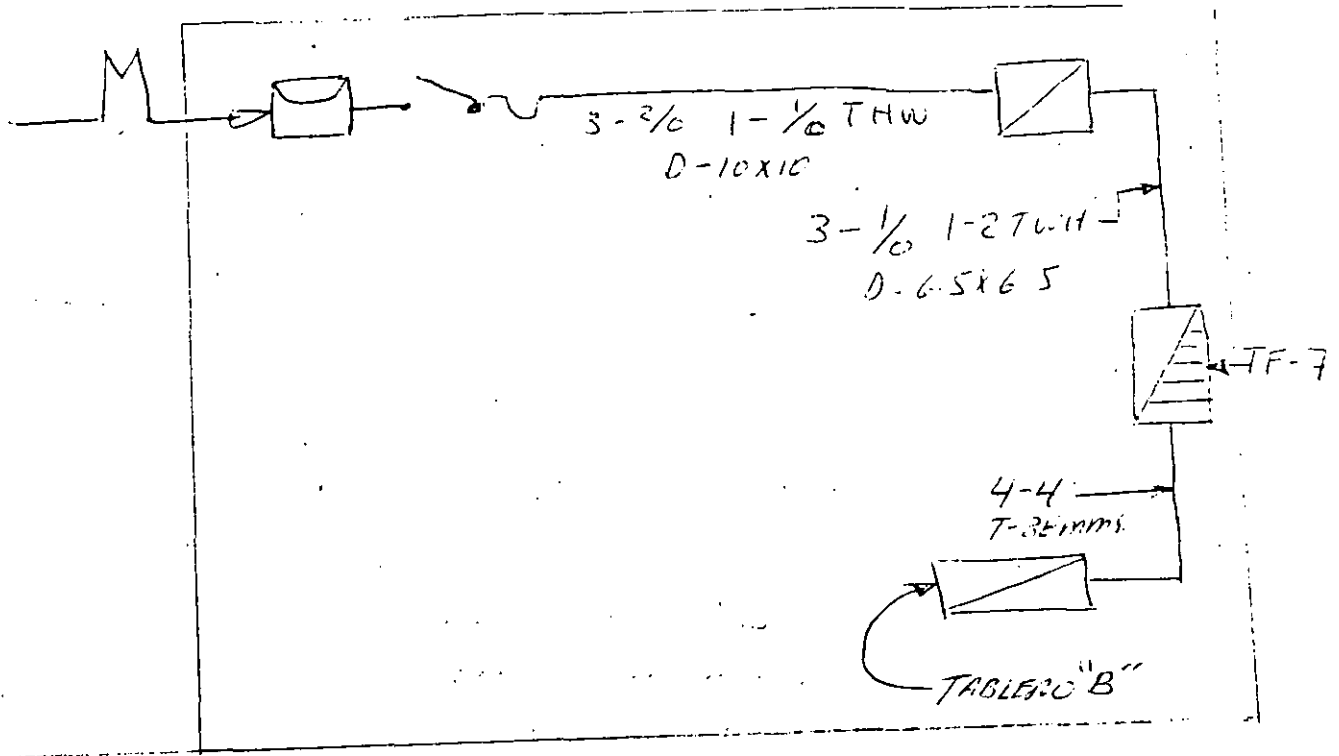 3-2/0 1-1/0 THW
D-10x10
3-1/0 1-2 TWH
D-6.5x6.5
TF-7
4-4
T-35mms.
TABLERO "B"